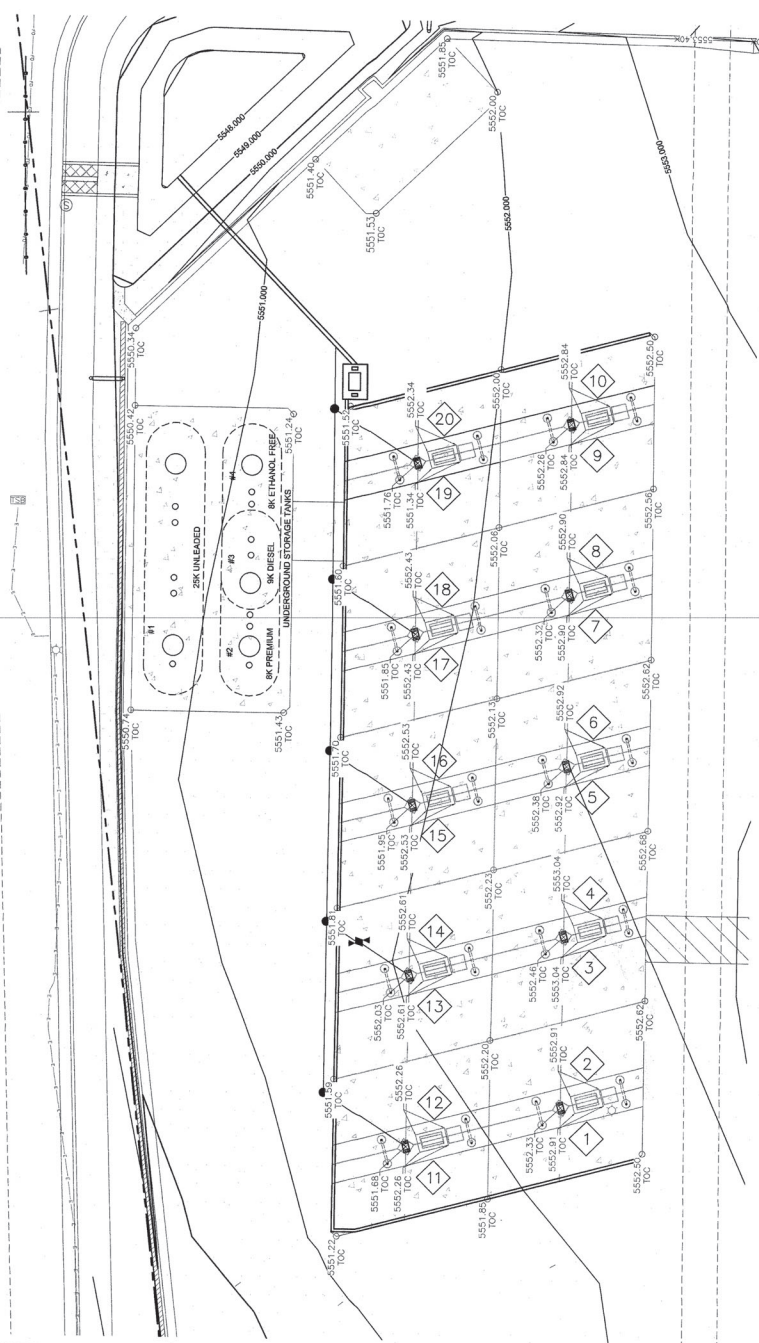 5551.85
TOC
5553.40
5552.00
TOC
5548.000
5549.000
5550.000
5551.40
TOC
5551.53
TOC
5552.000
5553.000
S
5551.000
5550.34
TOC
5550.42
TOC
5551.24
TOC
5551.52
TOC
5552.34
TOC
5552.00
TOC
5552.84
TOC
5552.50
TOC
20
10
19
9
5551.76
TOC
5551.34
TOC
5552.26
TOC
5552.84
TOC
25K UNLEADED
#1
#4
8K ETHANOL FREE
#3
9K DIESEL
#2
8K PREMIUM
UNDERGROUND STORAGE TANKS
TSB
5551.60
TOC
5552.43
TOC
5552.06
TOC
5552.90
TOC
5552.56
TOC
18
8
17
7
5551.85
TOC
5552.43
TOC
5552.32
TOC
5552.90
TOC
5550.74
TOC
5551.43
TOC
5551.70
TOC
5552.53
TOC
5552.13
TOC
5552.92
TOC
5552.62
TOC
16
6
15
5
5551.95
TOC
5552.53
TOC
5552.38
TOC
5552.92
TOC
5551.81
TOC
5552.61
TOC
5552.23
TOC
5553.04
TOC
5552.68
TOC
14
4
13
3
5552.03
TOC
5552.61
TOC
5552.46
TOC
5553.04
TOC
5551.59
TOC
5552.26
TOC
5552.20
TOC
5552.91
TOC
5552.62
TOC
12
2
11
1
5551.68
TOC
5552.26
TOC
5552.33
TOC
5552.91
TOC
5551.22
TOC
5551.85
TOC
5552.50
TOC